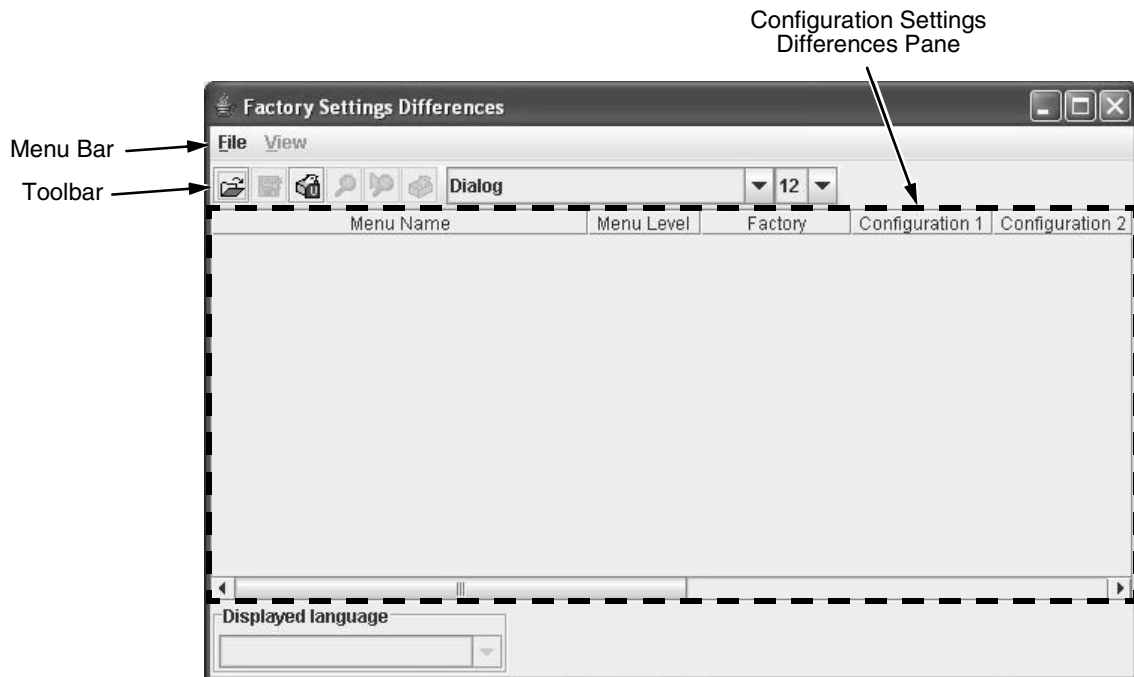 Configuration Settings
Differences Pane
Factory Settings Differences
Menu Bar
File View
Toolbar
Dialog 12
Menu Name Menu Level Factory Configuration 1 Configuration 2
Displayed language